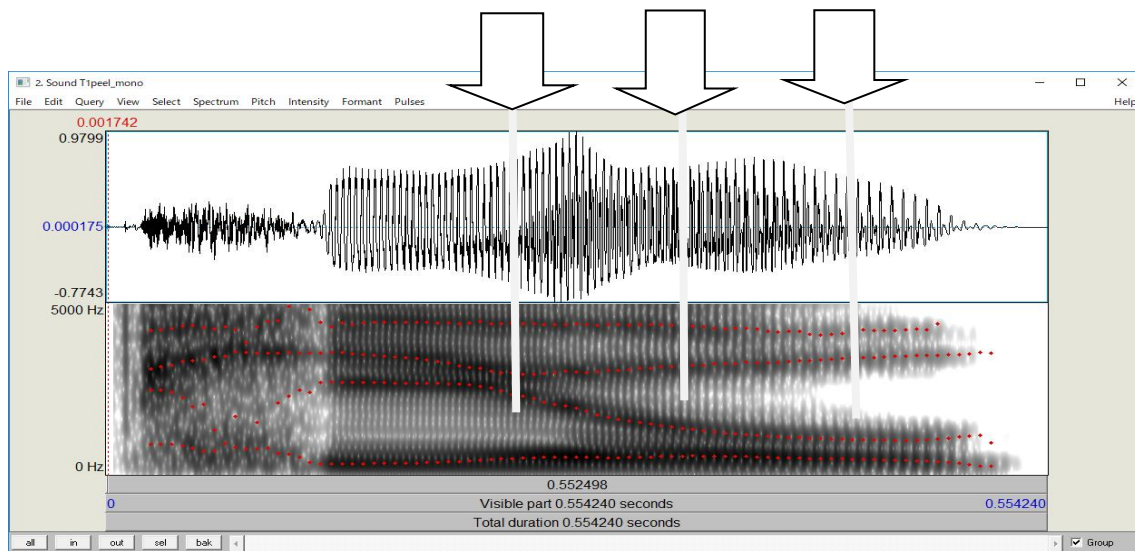 2. Sound T1peel_mono
File Edit Query View Select Spectrum Pitch Intensity Formant Pulses Help
0.001742
0.9799
0.000175
-0.7743
5000 Hz
0 Hz
0.552498
0 Visible part 0.554240 seconds 0.554240
Total duration 0.554240 seconds
all in out sel bak Group